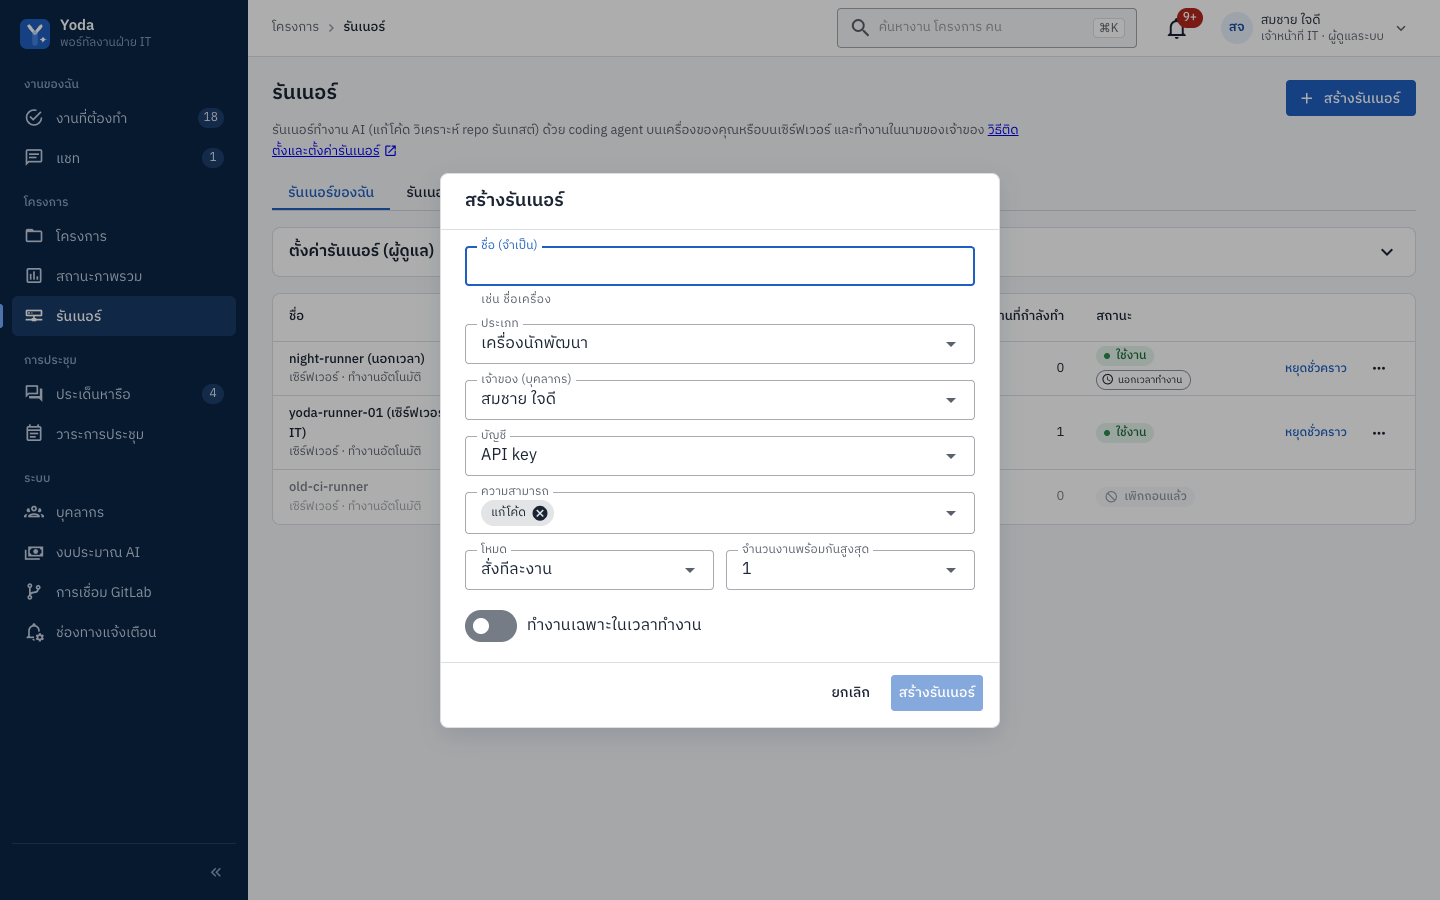 Yoda
พอร์ทัลงานฝ่าย IT
งานของฉัน
งานที่ต้องทำ 18
แชท 1
โครงการ
โครงการ
สถานะภาพรวม
รันเนอร์
การประชุม
ประเด็นหารือ 4
วาระการประชุม
ระบบ
บุคลากร
งบประมาณ AI
การเชื่อม GitLab
ช่องทางแจ้งเตือน
โครงการ รันเนอร์
ค้นหางาน โครงการ คน ⌘K
9+
สจ
สมชาย ใจดี
เจ้าหน้าที่ IT · ผู้ดูแลระบบ
รันเนอร์
+ สร้างรันเนอร์
รันเนอร์ทำงาน AI (แก้โค้ด วิเคราะห์ repo รันเทสต์) ด้วย coding agent บนเครื่องของคุณหรือบนเซิร์ฟเวอร์ และทำงานในนามของเจ้าของ วิธีติด
ตั้งและตั้งค่ารันเนอร์
รันเนอร์ของฉัน
ตั้งค่ารันเนอร์ (ผู้ดูแล)
ชื่อ สถานะ
night-runner (นอกเวลา)
เซิร์ฟเวอร์ · ทำงานอัตโนมัติ
0
ใช้งาน
นอกเวลาทำงาน
หยุดชั่วคราว
yoda-runner-01
IT)
เซิร์ฟเวอร์ · ทำงานอัตโนมัติ
1
ใช้งาน
หยุดชั่วคราว
old-ci-runner
เซิร์ฟเวอร์ · ทำงานอัตโนมัติ
0
เพิกถอนแล้ว
สร้างรันเนอร์
ชื่อ (จำเป็น)
เช่น ชื่อเครื่อง
ประเภท
เครื่องนักพัฒนา
เจ้าของ (บุคลากร)
สมชาย ใจดี
บัญชี
API key
ความสามารถ
แก้โค้ด
โหมด
สั่งทีละงาน
จำนวนงานพร้อมกันสูงสุด
1
ทำงานเฉพาะในเวลาทำงาน
ยกเลิก
สร้างรันเนอร์